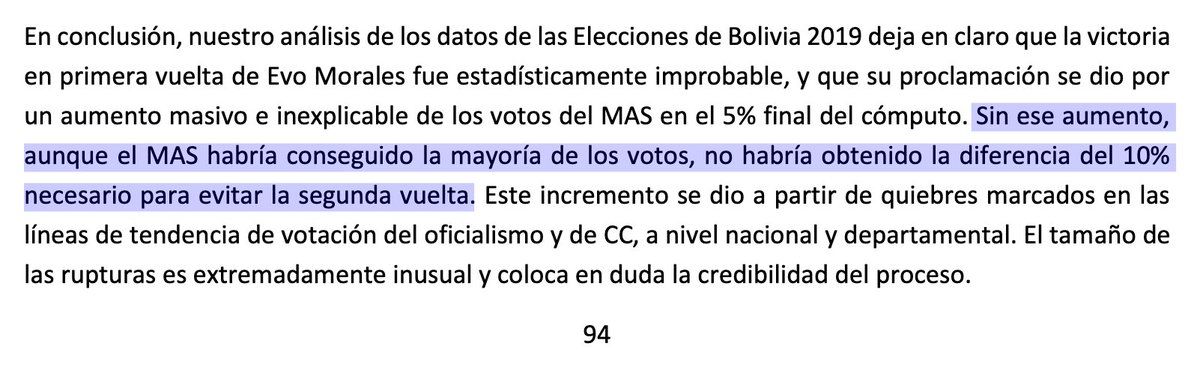 En conclusión, nuestro análisis de los datos de las Elecciones de Bolivia 2019 deja en claro que la victoria
en primera vuelta de Evo Morales fue estadísticamente improbable, y que su proclamación se dio por
un aumento masivo e inexplicable de los votos del MAS en el 5% final del cómputo. Sin ese aumento,
aunque el MAS habría conseguido la mayoría de los votos, no habría obtenido la diferencia del 10%
necesario para evitar la segunda vuelta. Este incremento se dio a partir de quiebres marcados en las
líneas de tendencia de votación del oficialismo y de CC, a nivel nacional y departamental. El tamaño de
las rupturas es extremadamente inusual y coloca en duda la credibilidad del proceso.
94